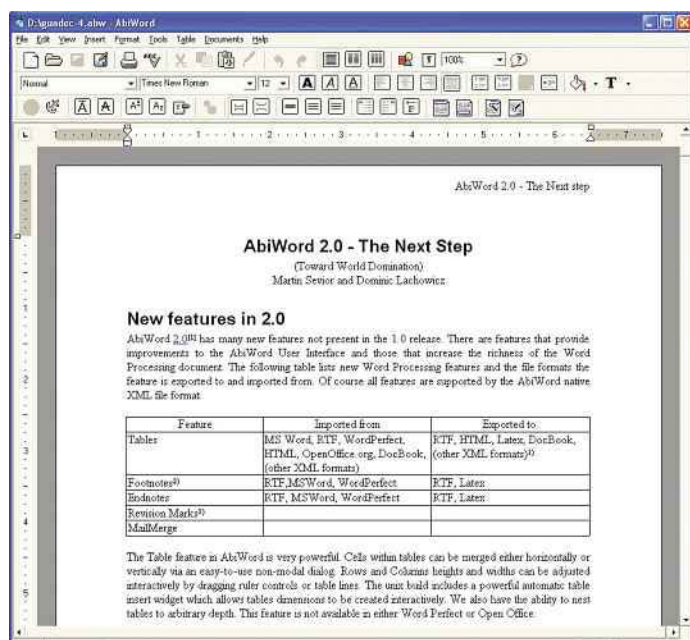 D:\guadec-4.abw - AbiWord
File Edit View Insert Format Tools Table Documents Help
100%
Normal Times New Roman 12
1 1 2 3 4 5 6 7
AbiWord 2.0 - The Next step
AbiWord 2.0 - The Next Step
(Toward World Domination)
Martin Sevior and Dominic Lachowicz
New features in 2.0
AbiWord 2.0[1] has many new features not present in the 1.0 release. There are features that provide
improvements to the AbiWord User Interface and those that increase the richness of the Word
Processing document. The following table lists new Word Processing features and the file formats the
feature is exported to and imported from. Of course all features are supported by the AbiWord native
XML file format.
Feature Imported from Exported to
Tables MS Word, RTF, WordPerfect, RTF, HTML, Latex, DocBook,
HTML, OpenOffice.org, DocBook, (other XML formats)1)
(other XML formats)
Footnotes2) RTF,MSWord, WordPerfect RTF, Latex
Endnotes RTF, MSWord, WordPerfect RTF, Latex
Revision Marks3)
MailMerge
The Table feature in AbiWord is very powerful. Cells within tables can be merged either horizontally or
vertically via an easy-to-use non-modal dialog. Rows and Columns heights and widths can be adjusted
interactively by dragging ruler controls or table lines. The unix build includes a powerful automatic table
insert widget which allows tables dimensions to be created interactively. We also have the ability to nest
tables to arbitrary depth. This feature is not available in either Word Perfect or Open Office.